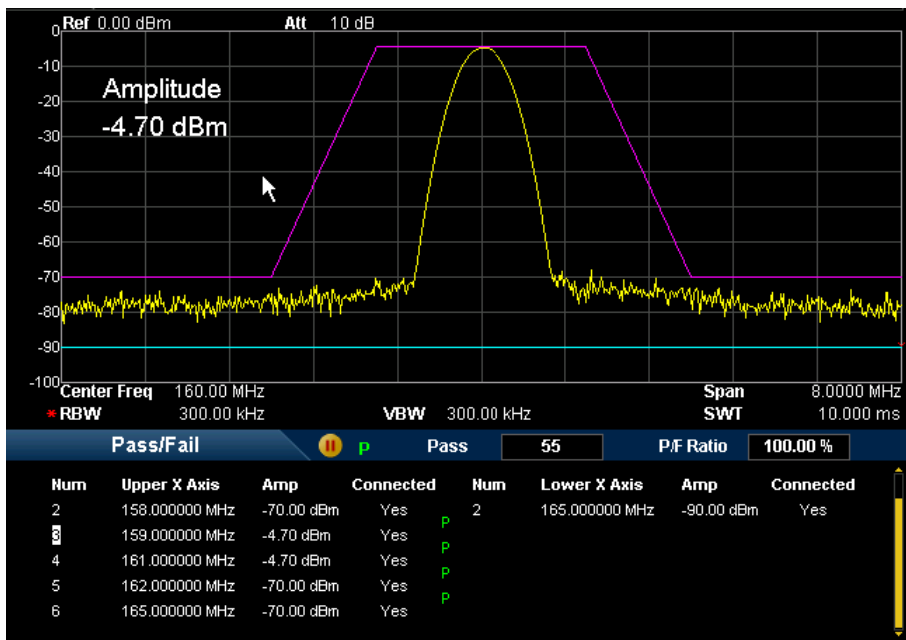 Ref 0.00 dBm Att 10 dB
0
-10
Amplitude
-20
-4.70 dBm
-30
-40
-50
-60
-70
-80
-90
-100
Center Freq 160.00 MHz Span 8.0000 MHz
* RBW 300.00 kHz VBW 300.00 kHz SWT 10.000 ms
Pass/Fail P Pass 55 P/F Ratio 100.00 %
Num Upper X Axis Amp Connected Num Lower X Axis Amp Connected
2 158.000000 MHz -70.00 dBm Yes 2 165.000000 MHz -90.00 dBm Yes
P
3 159.000000 MHz -4.70 dBm Yes
P
4 161.000000 MHz -4.70 dBm Yes
P
5 162.000000 MHz -70.00 dBm Yes
P
6 165.000000 MHz -70.00 dBm Yes